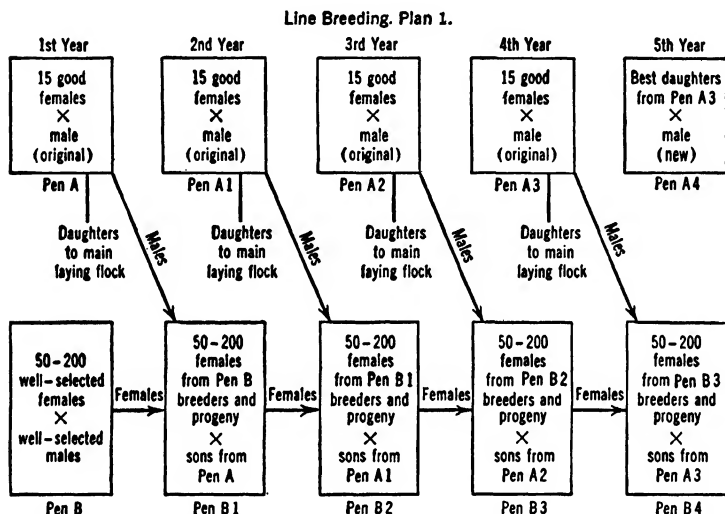 Line Breeding. Plan 1.
1st Year
2nd Year
3rd Year
4th Year
5th Year
15 good
females
×
male
(original)
15 good
females
×
male
(original)
15 good
females
×
male
(original)
15 good
females
×
male
(original)
Best daughters
from Pen A3
×
male
(new)
Pen A
Pen A1
Pen A2
Pen A3
Pen A4
Daughters
to main
laying flock
Males
Daughters
to main
laying flock
Males
Daughters
to main
laying flock
Males
Daughters
to main
laying flock
Males
50-200
well-selected
females
×
well-selected
males
Females
50-200
females
from Pen B
breeders and
progeny
×
sons from
Pen A
Females
50-200
females
from Pen B1
breeders and
progeny
×
sons from
Pen A1
Females
50-200
females
from Pen B2
breeders and
progeny
×
sons from
Pen A2
Females
50-200
females
from Pen B3
breeders and
progeny
×
sons from
Pen A3
Pen B
Pen B1
Pen B2
Pen B3
Pen B4